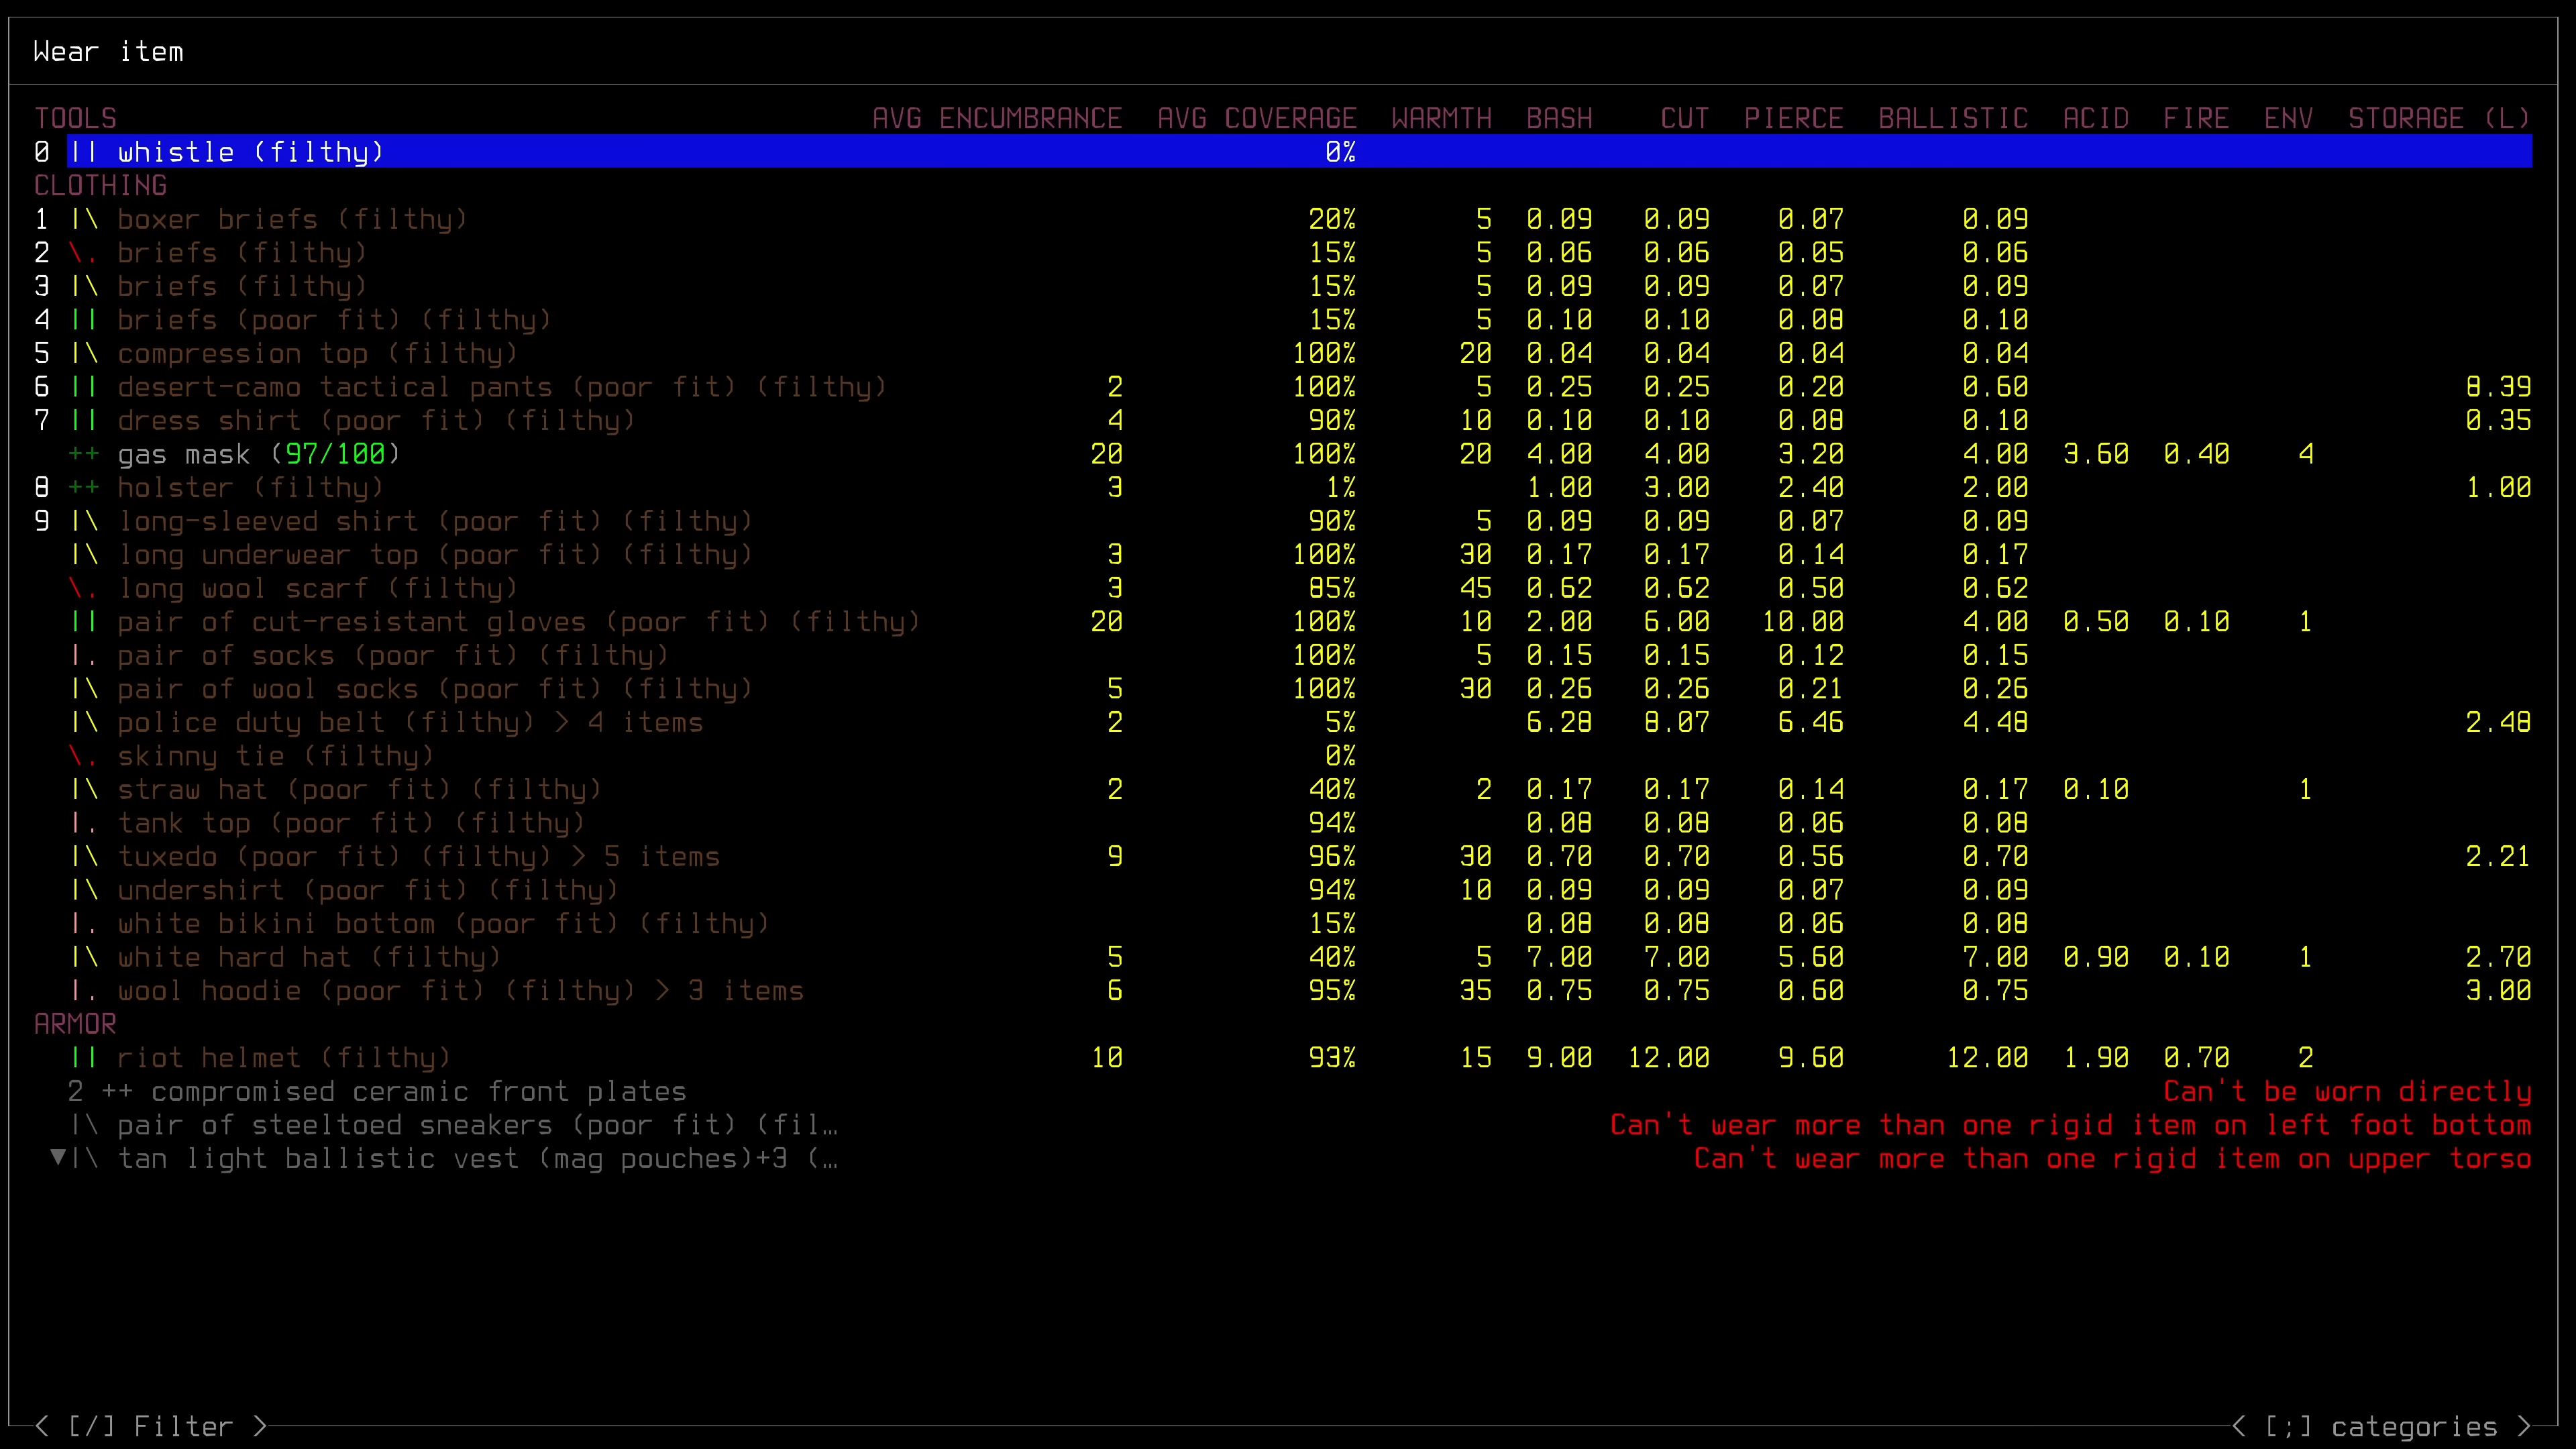 Wear item
TOOLS AVG ENCUMBRANCE AVG COVERAGE WARMTH BASH CUT PIERCE BALLISTIC ACID FIRE ENV STORAGE (L)
0 || whistle (filthy) 0%
CLOTHING
1 |\ boxer briefs (filthy) 20% 5 0.09 0.09 0.07 0.09
2 \. briefs (filthy) 15% 5 0.06 0.06 0.05 0.06
3 |\ briefs (filthy) 15% 5 0.09 0.09 0.07 0.09
4 || briefs (poor fit) (filthy) 15% 5 0.10 0.10 0.08 0.10
5 |\ compression top (filthy) 100% 20 0.04 0.04 0.04 0.04
6 || desert-camo tactical pants (poor fit) (filthy) 2 100% 5 0.25 0.25 0.20 0.60 8.39
7 || dress shirt (poor fit) (filthy) 4 90% 10 0.10 0.10 0.08 0.10 0.35
++ gas mask (97/100) 20 100% 20 4.00 4.00 3.20 4.00 3.60 0.40 4
8 ++ holster (filthy) 3 1% 1.00 3.00 2.40 2.00 1.00
9 |\ long-sleeved shirt (poor fit) (filthy) 90% 5 0.09 0.09 0.07 0.09
|\ long underwear top (poor fit) (filthy) 3 100% 30 0.17 0.17 0.14 0.17
\. long wool scarf (filthy) 3 85% 45 0.62 0.62 0.50 0.62
|| pair of cut-resistant gloves (poor fit) (filthy) 20 100% 10 2.00 6.00 10.00 4.00 0.50 0.10 1
|. pair of socks (poor fit) (filthy) 100% 5 0.15 0.15 0.12 0.15
|\ pair of wool socks (poor fit) (filthy) 5 100% 30 0.26 0.26 0.21 0.26
|\ police duty belt (filthy) > 4 items 2 5% 6.28 8.07 6.46 4.48 2.48
\. skinny tie (filthy) 0%
|\ straw hat (poor fit) (filthy) 2 40% 2 0.17 0.17 0.14 0.17 0.10 1
|. tank top (poor fit) (filthy) 94% 0.08 0.08 0.06 0.08
|\ tuxedo (poor fit) (filthy) > 5 items 9 96% 30 0.70 0.70 0.56 0.70 2.21
|\ undershirt (poor fit) (filthy) 94% 10 0.09 0.09 0.07 0.09
|. white bikini bottom (poor fit) (filthy) 15% 0.08 0.08 0.06 0.08
|\ white hard hat (filthy) 5 40% 5 7.00 7.00 5.60 7.00 0.90 0.10 1 2.70
|. wool hoodie (poor fit) (filthy) > 3 items 6 95% 35 0.75 0.75 0.60 0.75 3.00
ARMOR
|| riot helmet (filthy) 10 93% 15 9.00 12.00 9.60 12.00 1.90 0.70 2
2 ++ compromised ceramic front plates Can't be worn directly
|\ pair of steeltoed sneakers (poor fit) (fil… Can't wear more than one rigid item on left foot bottom
▼|\ tan light ballistic vest (mag pouches)+3 (… Can't wear more than one rigid item on upper torso
< [/] Filter > < [;] categories >